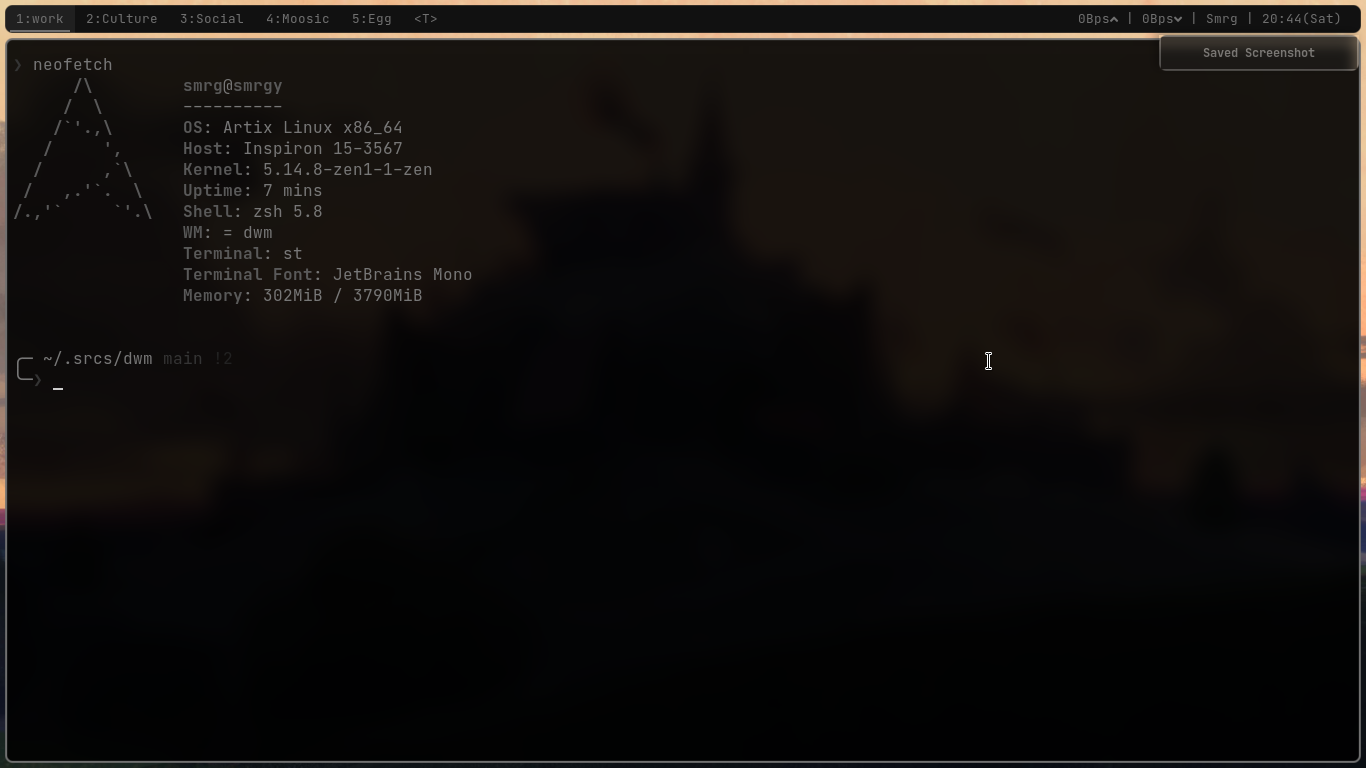 1:work 2:Culture 3:Social 4:Moosic 5:Egg <T> 0Bps | 0Bps | Smrg | 20:44(Sat)
Saved Screenshot
❯ neofetch
smrg@smrgy
----------
OS: Artix Linux x86_64
Host: Inspiron 15-3567
Kernel: 5.14.8-zen1-1-zen
Uptime: 7 mins
Shell: zsh 5.8
WM: = dwm
Terminal: st
Terminal Font: JetBrains Mono
Memory: 302MiB / 3790MiB
~/.srcs/dwm main !2
❯ _